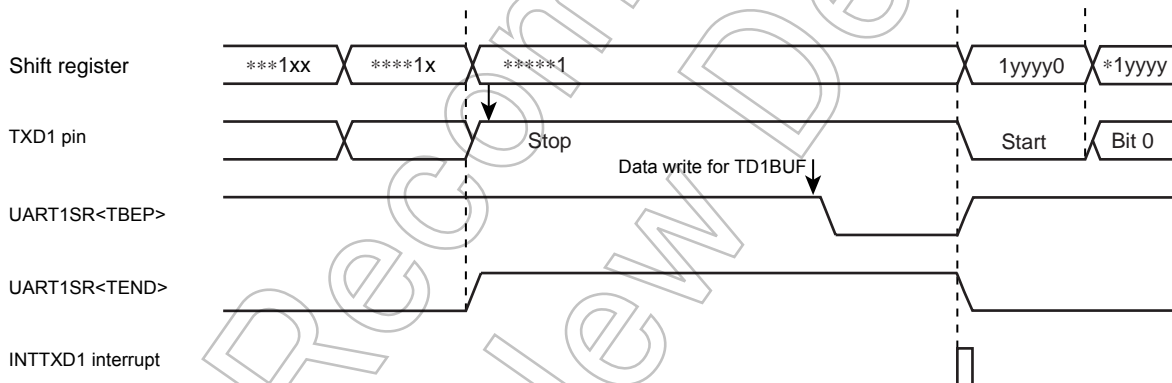 Shift register
***1xx
****1x
*****1
1yyyy0
*1yyyy
TXD1 pin
Stop
Start
Bit 0
Data write for TD1BUF
UART1SR<TBEP>
UART1SR<TEND>
INTTXD1 interrupt